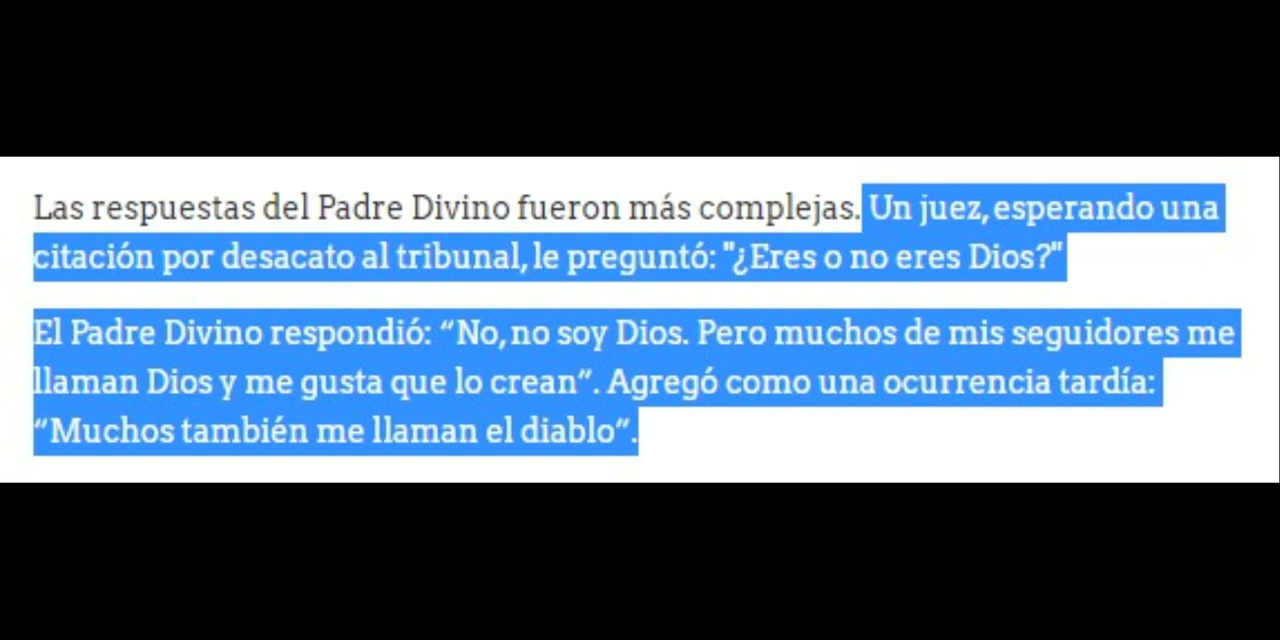 Las respuestas del Padre Divino fueron más complejas. Un juez, esperando una
citación por desacato al tribunal, le preguntó: "¿Eres o no eres Dios?"
El Padre Divino respondió: “No, no soy Dios. Pero muchos de mis seguidores me
llaman Dios y me gusta que lo crean”. Agregó como una ocurrencia tardía:
“Muchos también me llaman el diablo”.